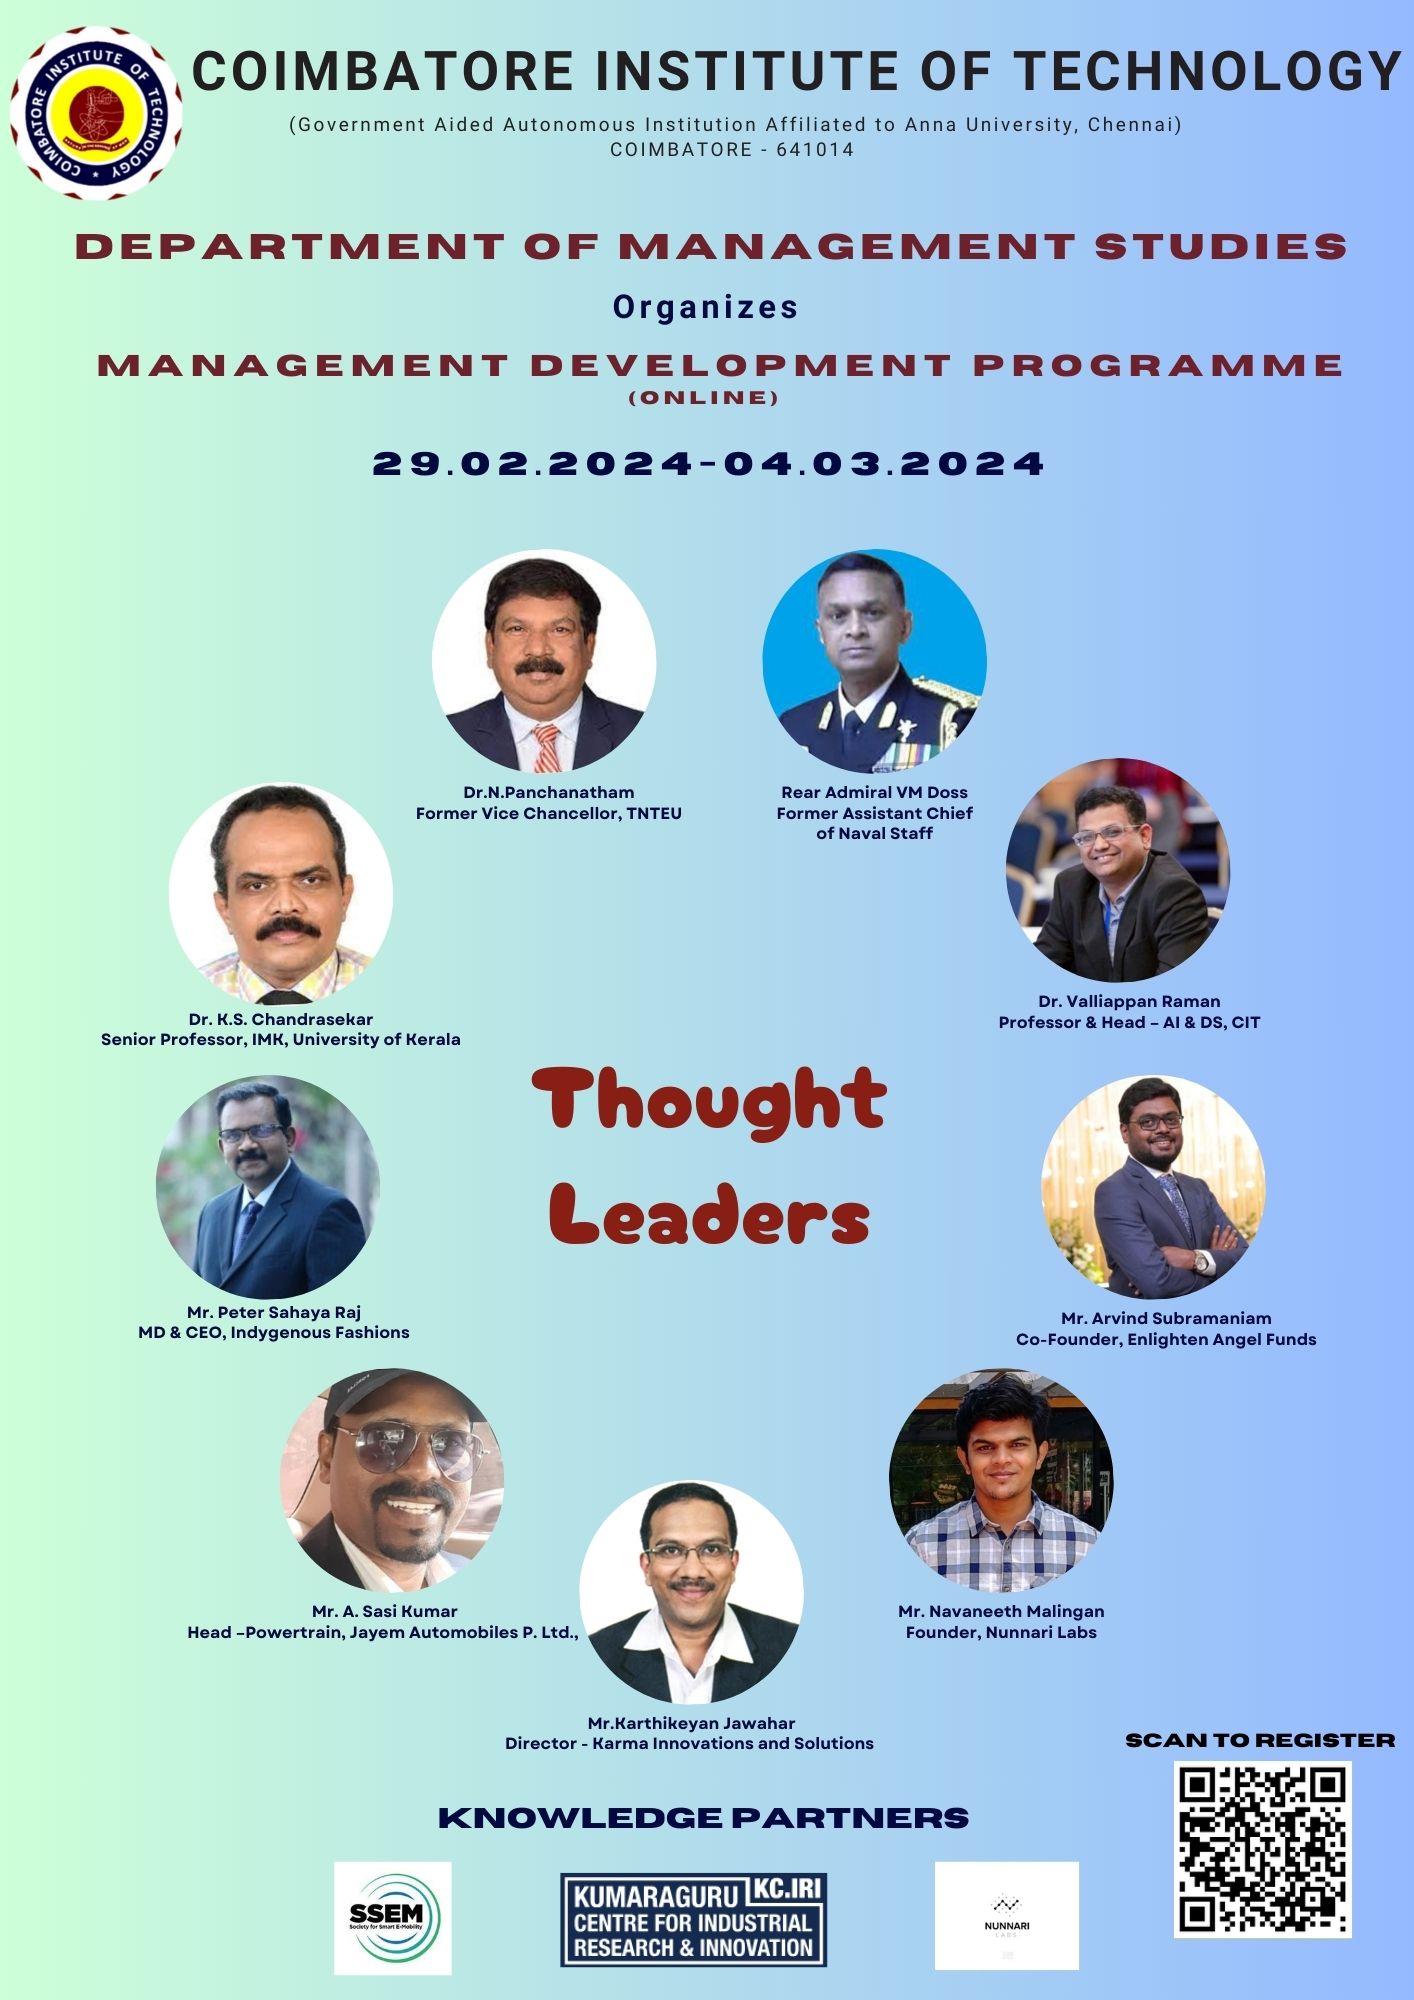 COIMBATORE INSTITUTE OF TECHNOLOGY
COIMBATORE INSTITUTE OF TECHNOLOGY
(Government Aided Autonomous Institution Affiliated to Anna University, Chennai)
COIMBATORE - 641014
DEPARTMENT OF MANAGEMENT STUDIES
Organizes
MANAGEMENT DEVELOPMENT PROGRAMME
(ONLINE)
29.02.2024-04.03.2024
Dr.N.Panchanatham
Former Vice Chancellor, TNTEU
Rear Admiral VM Doss
Former Assistant Chief
of Naval Staff
Dr. K.S. Chandrasekar
Senior Professor, IMK, University of Kerala
Dr. Valliappan Raman
Professor & Head – AI & DS, CIT
Thought
Leaders
Mr. Peter Sahaya Raj
MD & CEO, Indygenous Fashions
Mr. Arvind Subramaniam
Co-Founder, Enlighten Angel Funds
Mr. A. Sasi Kumar
Head –Powertrain, Jayem Automobiles P. Ltd.,
Mr. Navaneeth Malingan
Founder, Nunnari Labs
Mr.Karthikeyan Jawahar
Director - Karma Innovations and Solutions
SCAN TO REGISTER
KNOWLEDGE PARTNERS
SSEM
Society for Smart E-Mobility
KUMARAGURU KC.IRI
CENTRE FOR INDUSTRIAL
RESEARCH & INNOVATION
NUNNARI
LABS